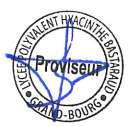 LYCEE POLYVALENT HYACINTHE BASTARAUD
Proviseur
GRAND-BOURG